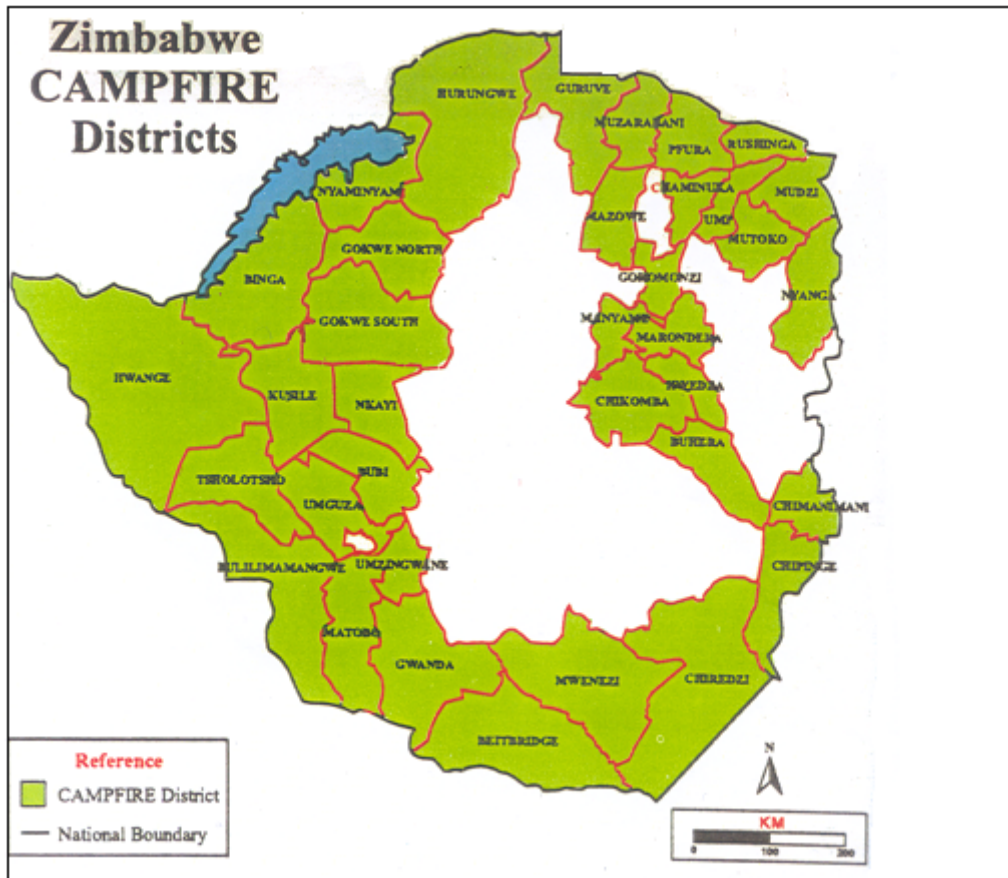 Zimbabwe
CAMPFIRE
Districts
HURUNGWE
GURUVE
MUZARABANI
PFURA
RUSHINGA
NYAMINYAMI
CHAMINUKA
MUDZI
MAZOWE
UMP
MUTOKO
GOKWE NORTH
BINGA
GOROMONZI
NYANGA
GOKWE SOUTH
MANYAME
MARONDERA
HWANGE
KUSILE
NKAYI
HWEDZA
CHIKOMBA
BUHERA
BUBI
TSHOLOTSHO
UMGUZA
CHIMANIMANI
BULILIMAMANGWE
UMZINGWANE
CHIPINGE
MATOBO
GWANDA
MWENEZI
CHIREDZI
BEITBRIDGE
Reference
CAMPFIRE District
National Boundary
N
KM
0 100 200